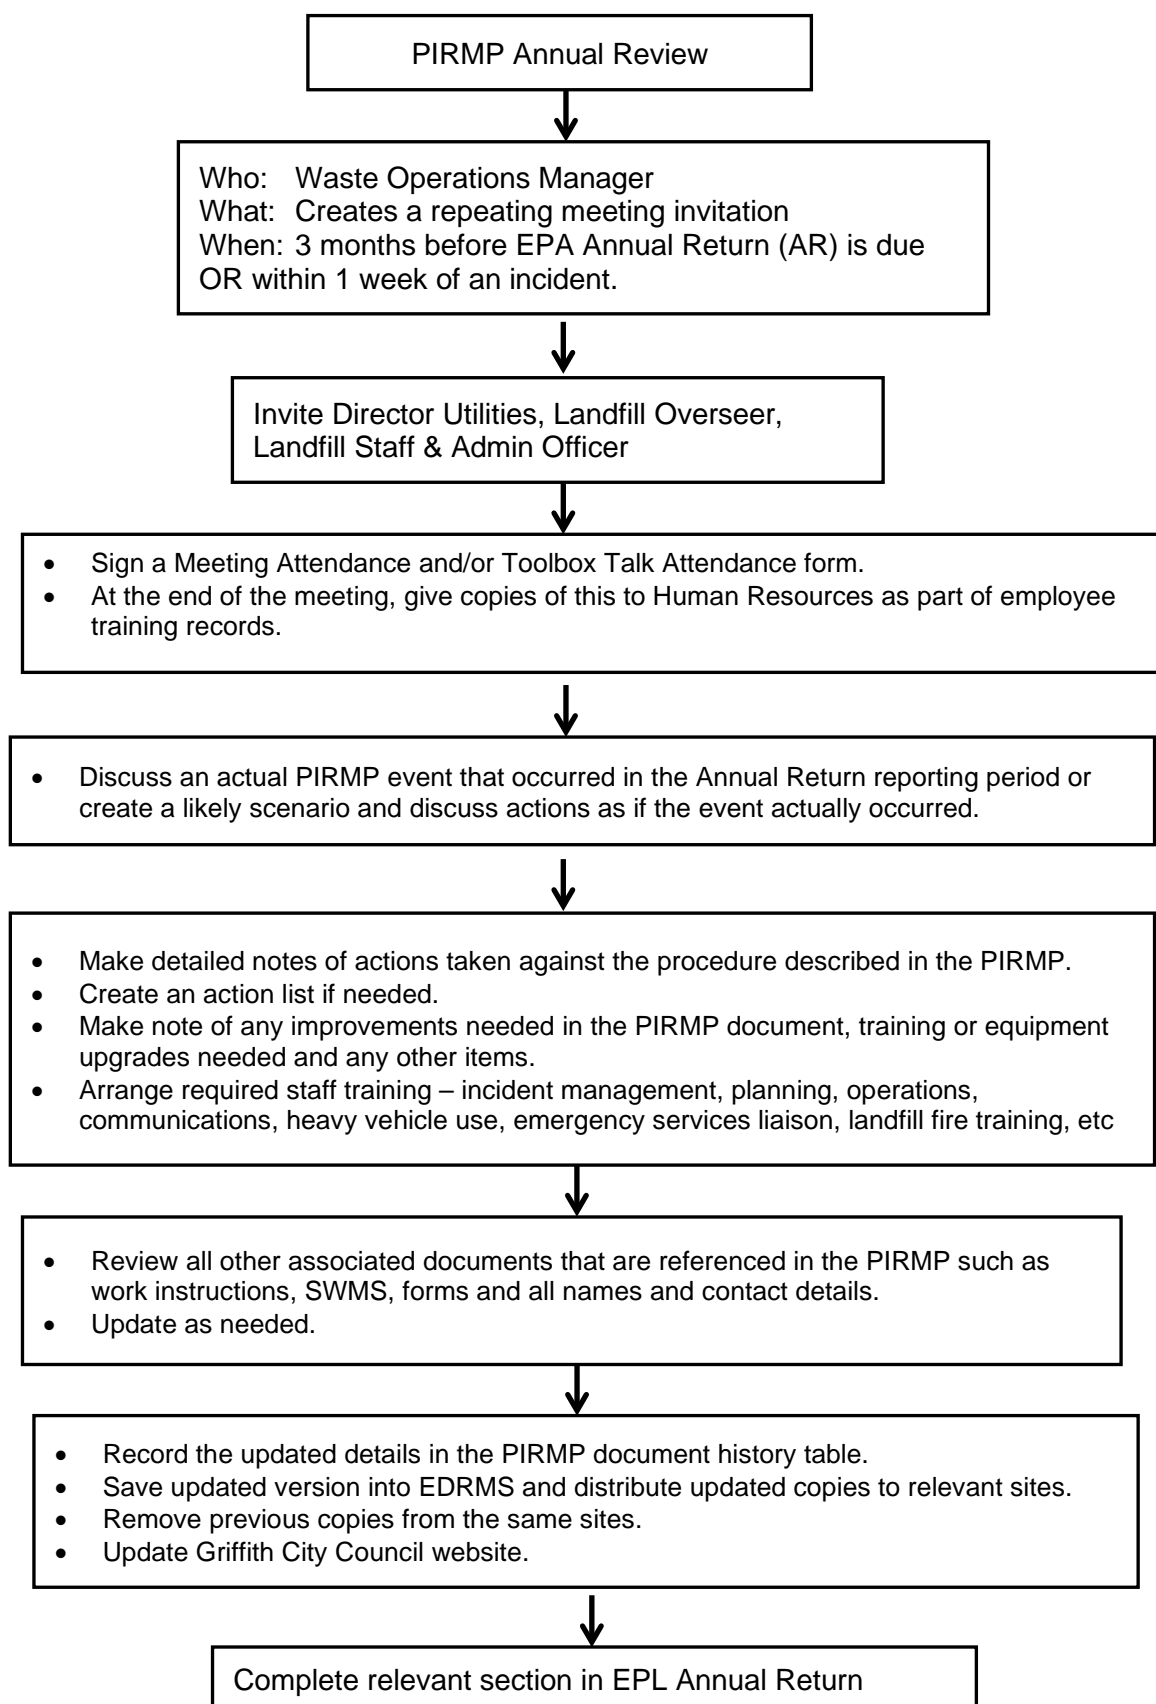 PIRMP Annual Review
Who: Waste Operations Manager
What: Creates a repeating meeting invitation
When: 3 months before EPA Annual Return (AR) is due
OR within 1 week of an incident.
Invite Director Utilities, Landfill Overseer,
Landfill Staff & Admin Officer
• Sign a Meeting Attendance and/or Toolbox Talk Attendance form.
• At the end of the meeting, give copies of this to Human Resources as part of employee
training records.
• Discuss an actual PIRMP event that occurred in the Annual Return reporting period or
create a likely scenario and discuss actions as if the event actually occurred.
• Make detailed notes of actions taken against the procedure described in the PIRMP.
• Create an action list if needed.
• Make note of any improvements needed in the PIRMP document, training or equipment
upgrades needed and any other items.
• Arrange required staff training – incident management, planning, operations,
communications, heavy vehicle use, emergency services liaison, landfill fire training, etc
• Review all other associated documents that are referenced in the PIRMP such as
work instructions, SWMS, forms and all names and contact details.
• Update as needed.
• Record the updated details in the PIRMP document history table.
• Save updated version into EDRMS and distribute updated copies to relevant sites.
• Remove previous copies from the same sites.
• Update Griffith City Council website.
Complete relevant section in EPL Annual Return